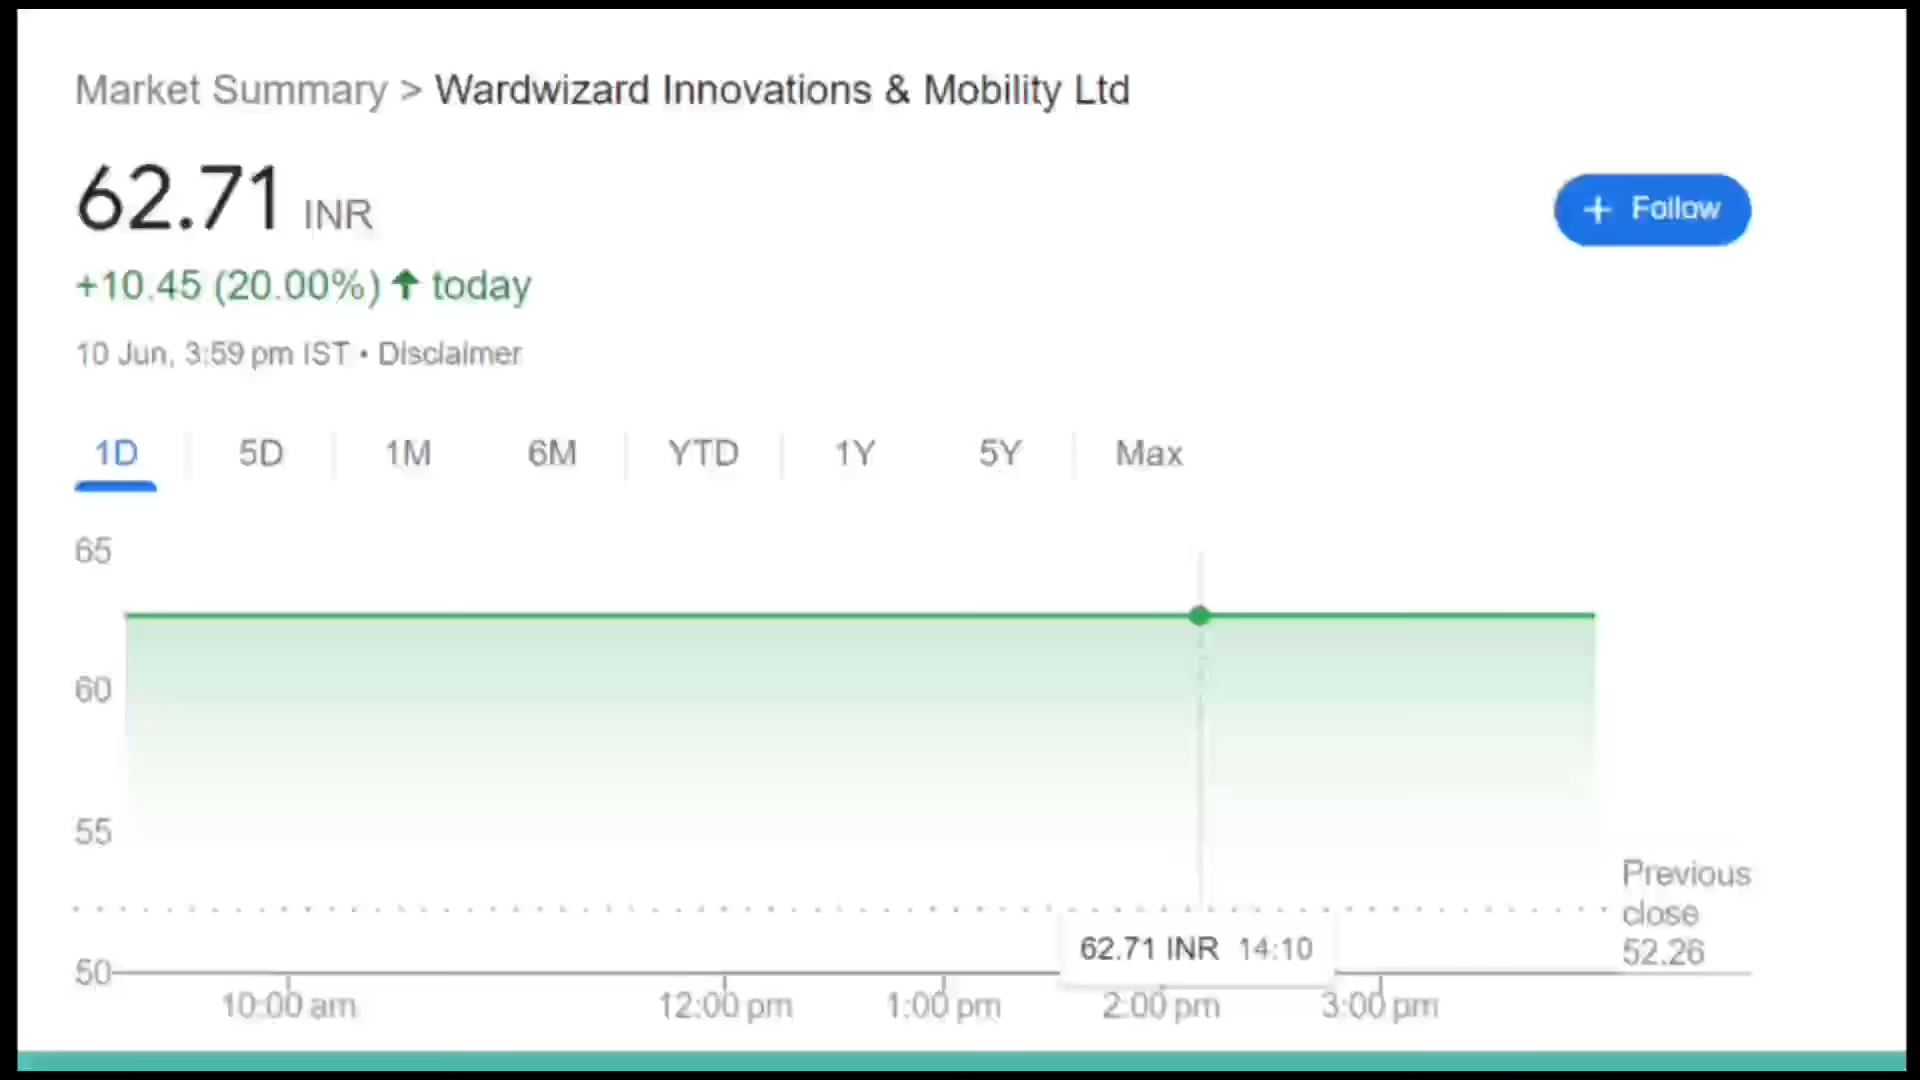 Market Summary > Wardwizard Innovations & Mobility Ltd
62.71 INR
+ Follow
+10.45 (20.00%) ↑ today
10 Jun, 3:59 pm IST • Disclaimer
1D 5D 1M 6M YTD 1Y 5Y Max
65
60
55
Previous
close
52.26
62.71 INR 14:10
50
10:00 am 12:00 pm 1:00 pm 2:00 pm 3:00 pm